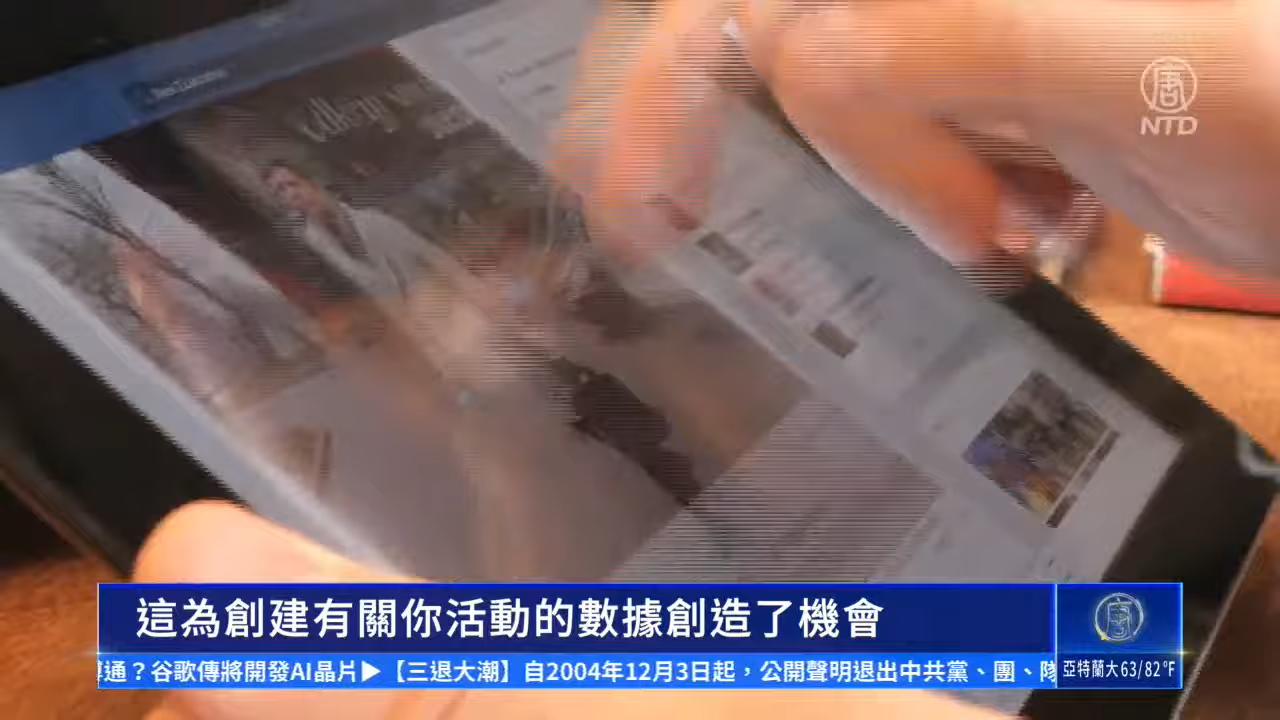 唐
NTD
這為創建有關你活動的數據創造了機會
唐
通？谷歌傳將開發AI晶片▶【三退大潮】自2004年12月3日起，公開聲明退出中共黨、團、隊
亞特蘭大63/82°F